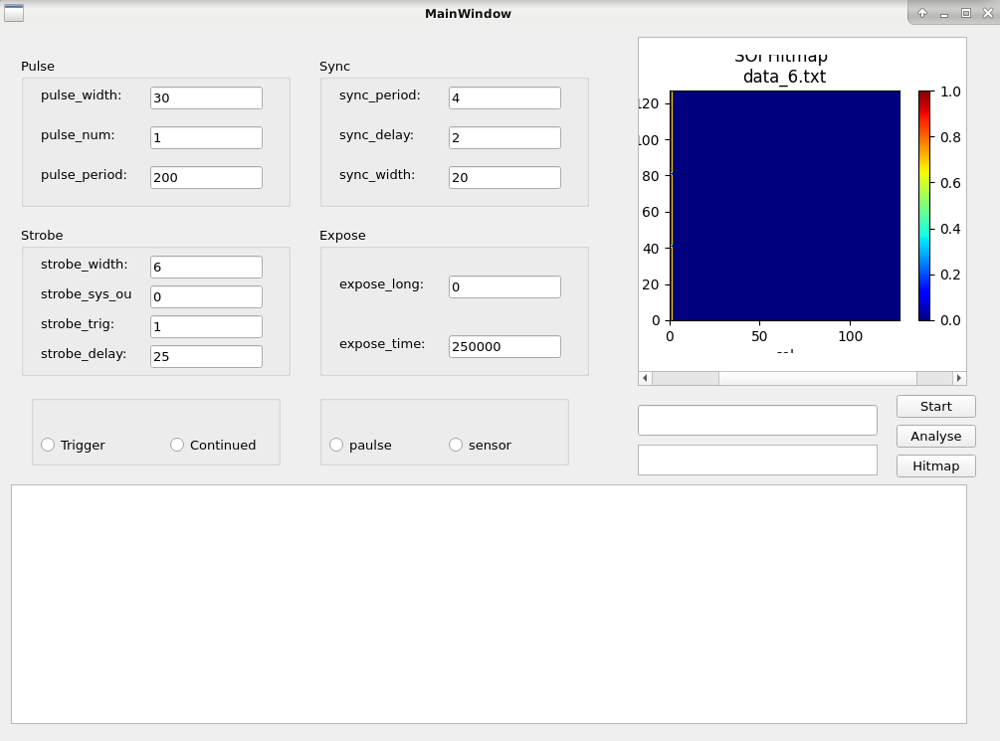 MainWindow
Pulse
pulse_width: 30
pulse_num: 1
pulse_period: 200
Sync
sync_period: 4
sync_delay: 2
sync_width: 20
Strobe
strobe_width: 6
strobe_sys_ou 0
strobe_trig: 1
strobe_delay: 25
Expose
expose_long: 0
expose_time: 250000
SOI Hitmap
data_6.txt
120
100
80
60
40
20
0
0 50 100
1.0
0.8
0.6
0.4
0.2
0.0
Trigger Continued
paulse sensor
Start
Analyse
Hitmap